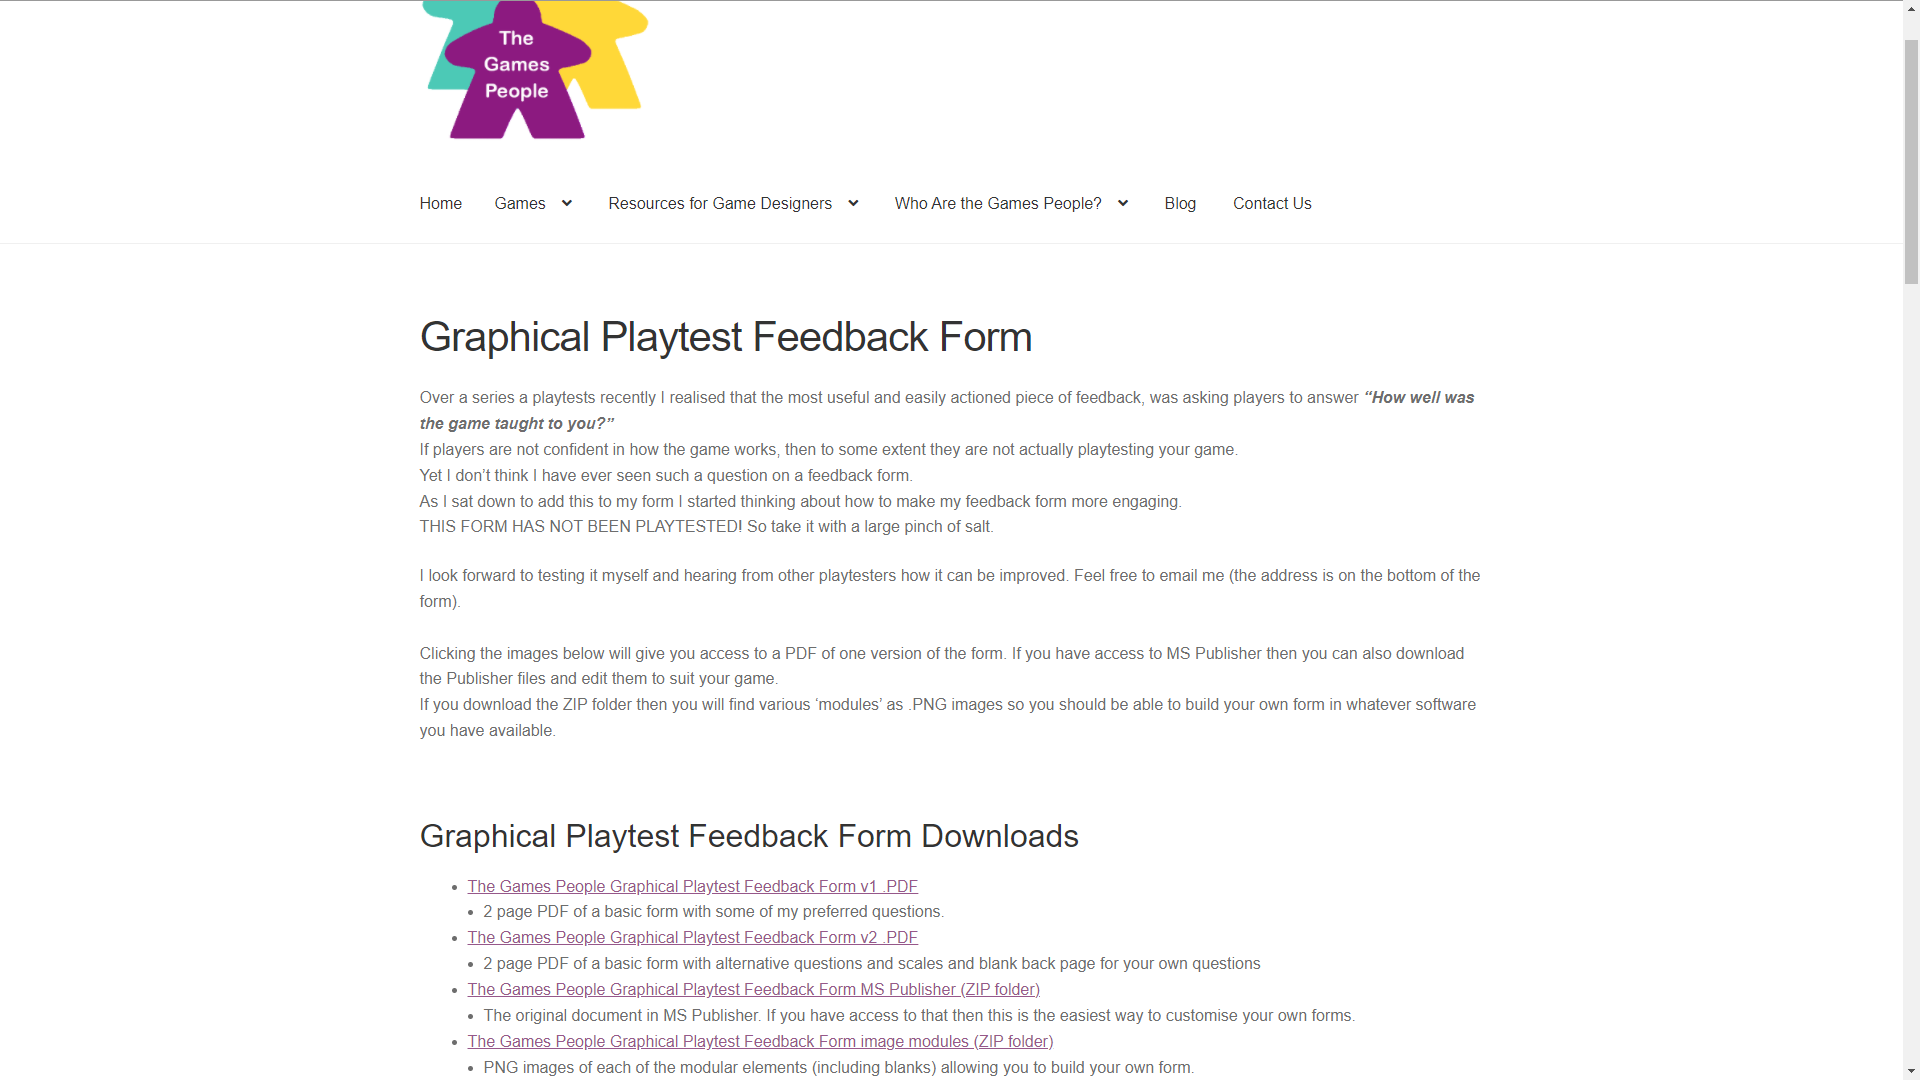 The
Games
People
Home Games Resources for Game Designers Who Are the Games People? Blog Contact Us
Graphical Playtest Feedback Form
Over a series a playtests recently I realised that the most useful and easily actioned piece of feedback, was asking players to answer “How well was
the game taught to you?”
If players are not confident in how the game works, then to some extent they are not actually playtesting your game.
Yet I don’t think I have ever seen such a question on a feedback form.
As I sat down to add this to my form I started thinking about how to make my feedback form more engaging.
THIS FORM HAS NOT BEEN PLAYTESTED! So take it with a large pinch of salt.
I look forward to testing it myself and hearing from other playtesters how it can be improved. Feel free to email me (the address is on the bottom of the
form).
Clicking the images below will give you access to a PDF of one version of the form. If you have access to MS Publisher then you can also download
the Publisher files and edit them to suit your game.
If you download the ZIP folder then you will find various ‘modules’ as .PNG images so you should be able to build your own form in whatever software
you have available.
Graphical Playtest Feedback Form Downloads
• The Games People Graphical Playtest Feedback Form v1 .PDF
• 2 page PDF of a basic form with some of my preferred questions.
• The Games People Graphical Playtest Feedback Form v2 .PDF
• 2 page PDF of a basic form with alternative questions and scales and blank back page for your own questions
• The Games People Graphical Playtest Feedback Form MS Publisher (ZIP folder)
• The original document in MS Publisher. If you have access to that then this is the easiest way to customise your own forms.
• The Games People Graphical Playtest Feedback Form image modules (ZIP folder)
• PNG images of each of the modular elements (including blanks) allowing you to build your own form.